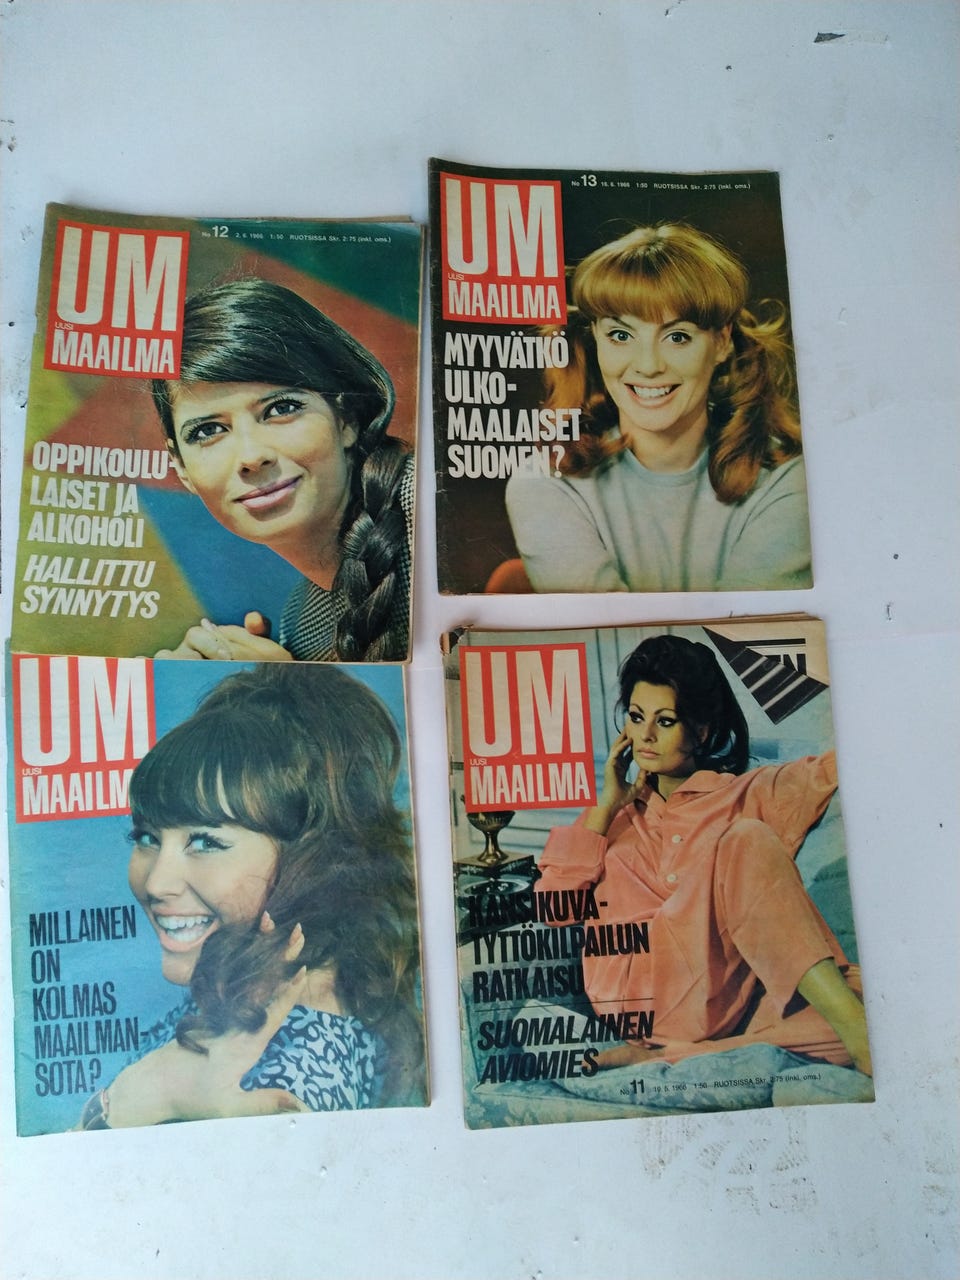 UM
UUSI
MAAILMA
No 12 2. 6. 1966 1:50 RUOTSISSA Skr. 2:75 (inkl. oms.)
OPPIKOULU-
LAISET JA
ALKOHOLI
HALLITTU
SYNNYTYS
UM
UUSI
MAAILMA
No 13 16. 6. 1966 1:50 RUOTSISSA Skr. 2:75 (inkl. oms.)
MYYVÄTKÖ
ULKO-
MAALAISET
SUOMEN?
UM
UUSI
MAAILM
MILLAINEN
ON
KOLMAS
MAAILMAN-
SOTA?
UM
UUSI
MAAILMA
KANSIKUVA-
TYTTÖKILPAILUN
RATKAISU
SUOMALAINEN
AVIOMIES
No 11 1966 1:50 RUOTSISSA Skr. 2:75 (inkl. oms.)